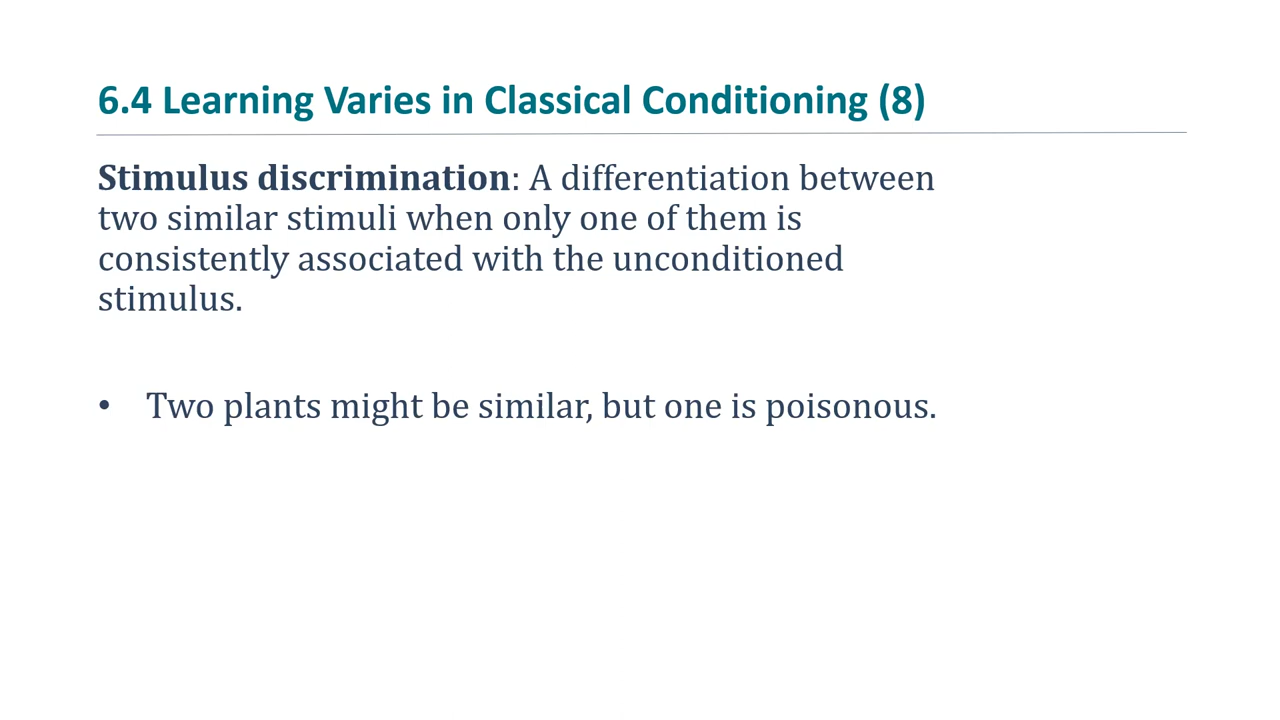 6.4 Learning Varies in Classical Conditioning (8)
Stimulus discrimination: A differentiation between
two similar stimuli when only one of them is
consistently associated with the unconditioned
stimulus.
• Two plants might be similar, but one is poisonous.